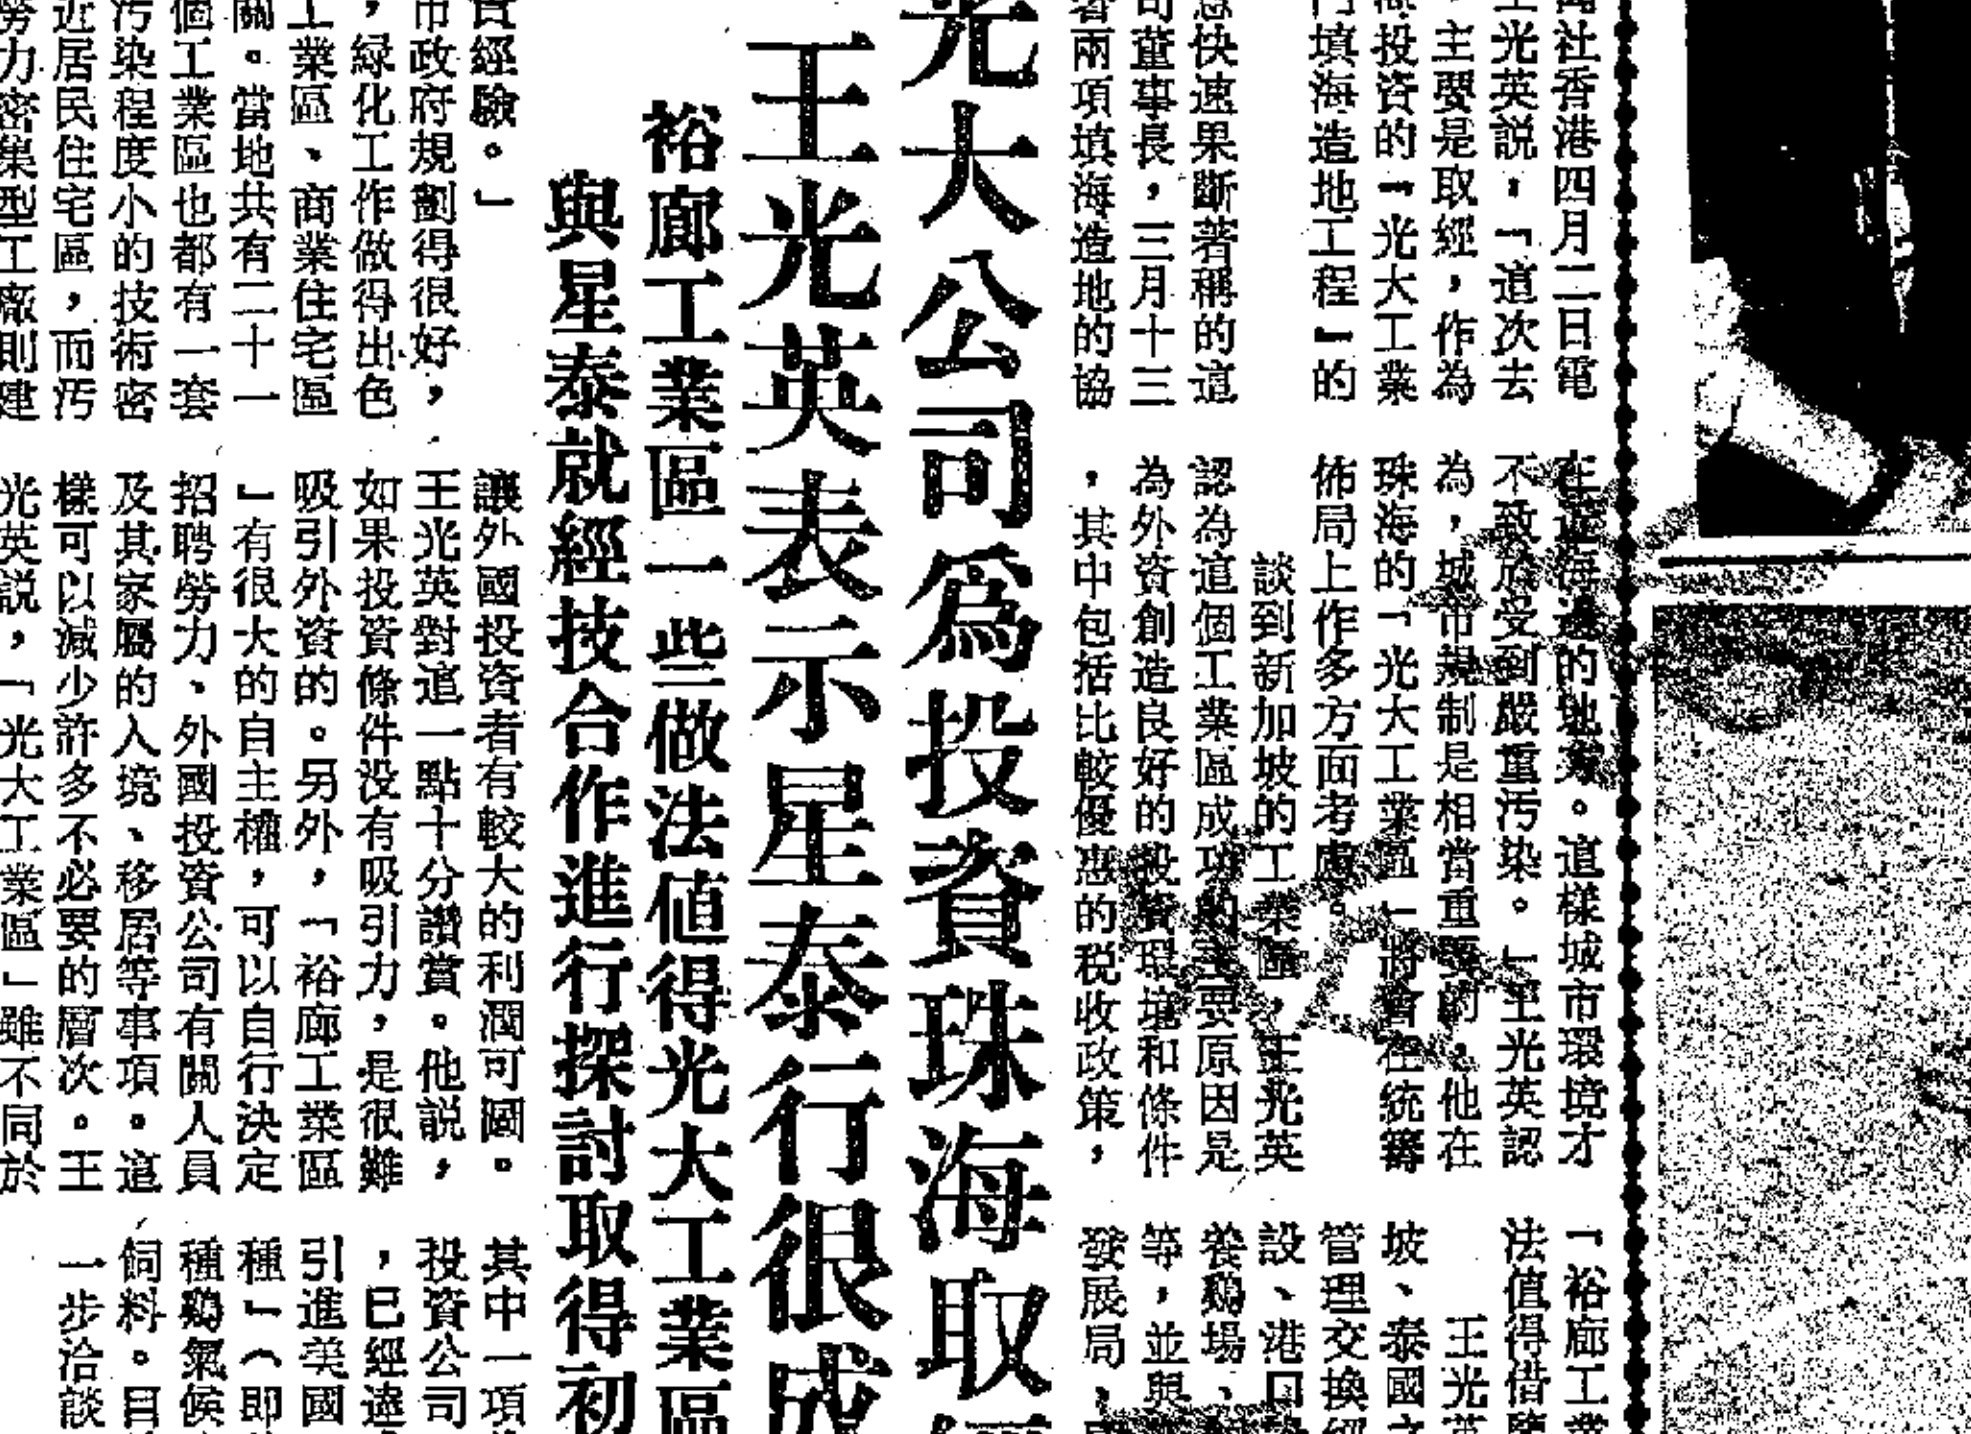 光大公司爲投資珠海取
王光英表示星泰行很成
裕廊工業區一些做法値得光大工業區
與星泰就經技合作進行探討取得初
社香港四月二日電
王光英説，「這次去
，主要是取經，作為
投資的「光大工業
填海造地工程」的
快速果斷著稱的這
司董事長，三月十三
著兩項填海造地的協
在近海邊的地方。這樣城市環境才
不致於受到嚴重污染。」王光英認
為，城市規制是相當重要的，他在
珠海的「光大工業區」將會在統籌
佈局上作多方面考慮。
談到新加坡的工業區，王光英
認為這個工業區成功的主要原因是
為外資創造良好的投資環境和條件
，其中包括比較優惠的税收政策，
「裕廊工業
法值得借
王光英
坡、泰國之
管理交換經
設、港口
養鷄場、
等，並與
發展局、
經驗。」
市政府規劃得很好，
，緑化工作做得出色
工業區、商業住宅區
關。當地共有二十一
個工業區也都有一套
污染程度小的技術密
近居民住宅區，而污
勞力密集型工廠則建
讓外國投資者有較大的利潤可圖。
王光英對這一點十分讚賞。他説，
如果投資條件没有吸引力，是很難
吸引外資的。另外，「裕廊工業區
」有很大的自主權，可以自行決定
招聘勞力、外國投資公司有關人員
及其家屬的入境、移居等事項。這
樣可以減少許多不必要的層次。王
光英説，「光大工業區」雖不同於
其中一項
投資公司
，已經遠
引進美國
種」（即
種鷄氣候
飼料。目
一步洽談